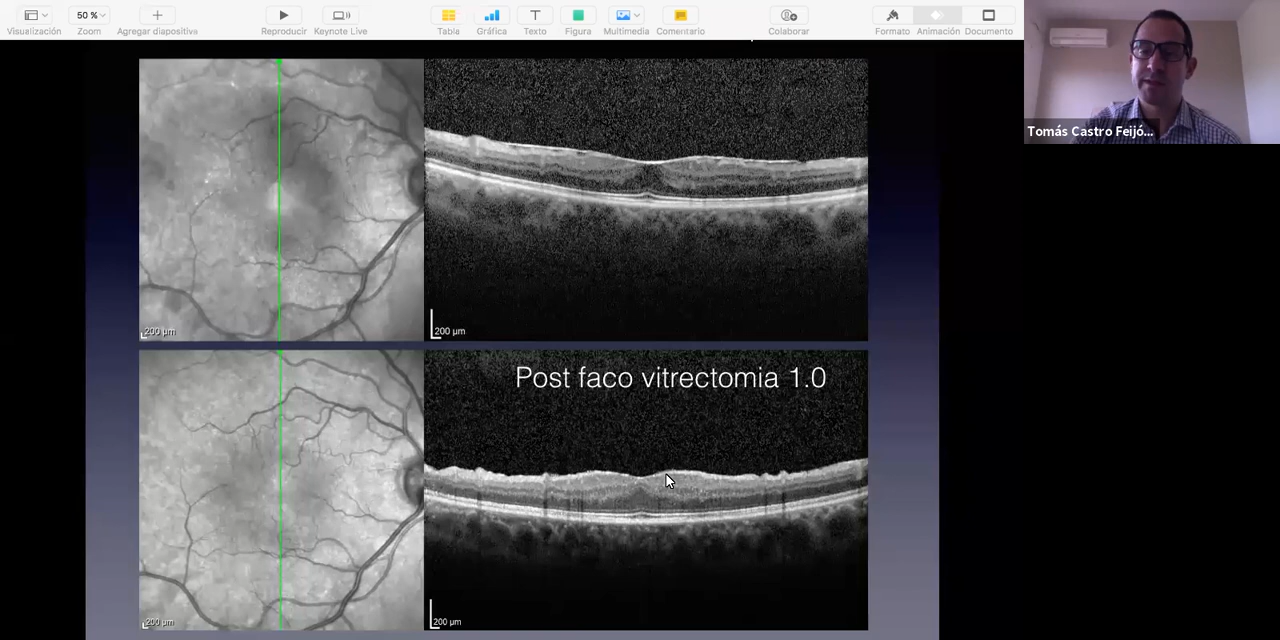 Visualización
50 %
Zoom
Agregar diapositiva
Reproducir
Keynote Live
Tabla
Gráfica
Texto
Figura
Multimedia
Comentario
Colaborar
Formato
Animación
Documento
Tomás Castro Feijó...
200 µm
200 µm
Post faco vitrectomia 1.0
200 µm
200 µm